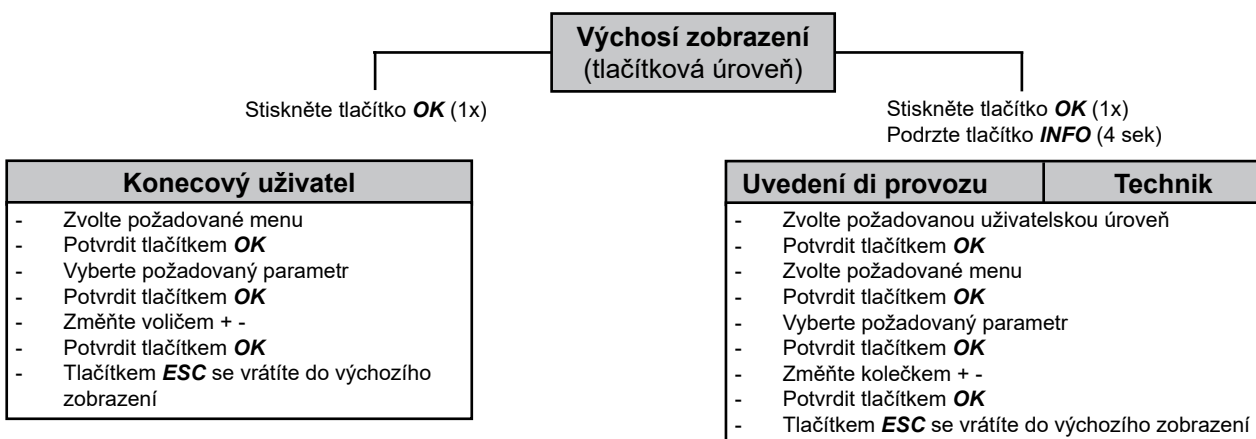 Výchosí zobrazení
(tlačítková úroveň)
Stiskněte tlačítko OK (1x)
Stiskněte tlačítko OK (1x)
Podrzte tlačítko INFO (4 sek)
Konecový uživatel
- Zvolte požadované menu
- Potvrdit tlačítkem OK
- Vyberte požadovaný parametr
- Potvrdit tlačítkem OK
- Změňte voličem + -
- Potvrdit tlačítkem OK
- Tlačítkem ESC se vrátíte do výchozího
zobrazení
Uvedení di provozu Technik
- Zvolte požadovanou uživatelskou úroveň
- Potvrdit tlačítkem OK
- Zvolte požadované menu
- Potvrdit tlačítkem OK
- Vyberte požadovaný parametr
- Potvrdit tlačítkem OK
- Změňte kolečkem + -
- Potvrdit tlačítkem OK
- Tlačítkem ESC se vrátíte do výchozího zobrazení